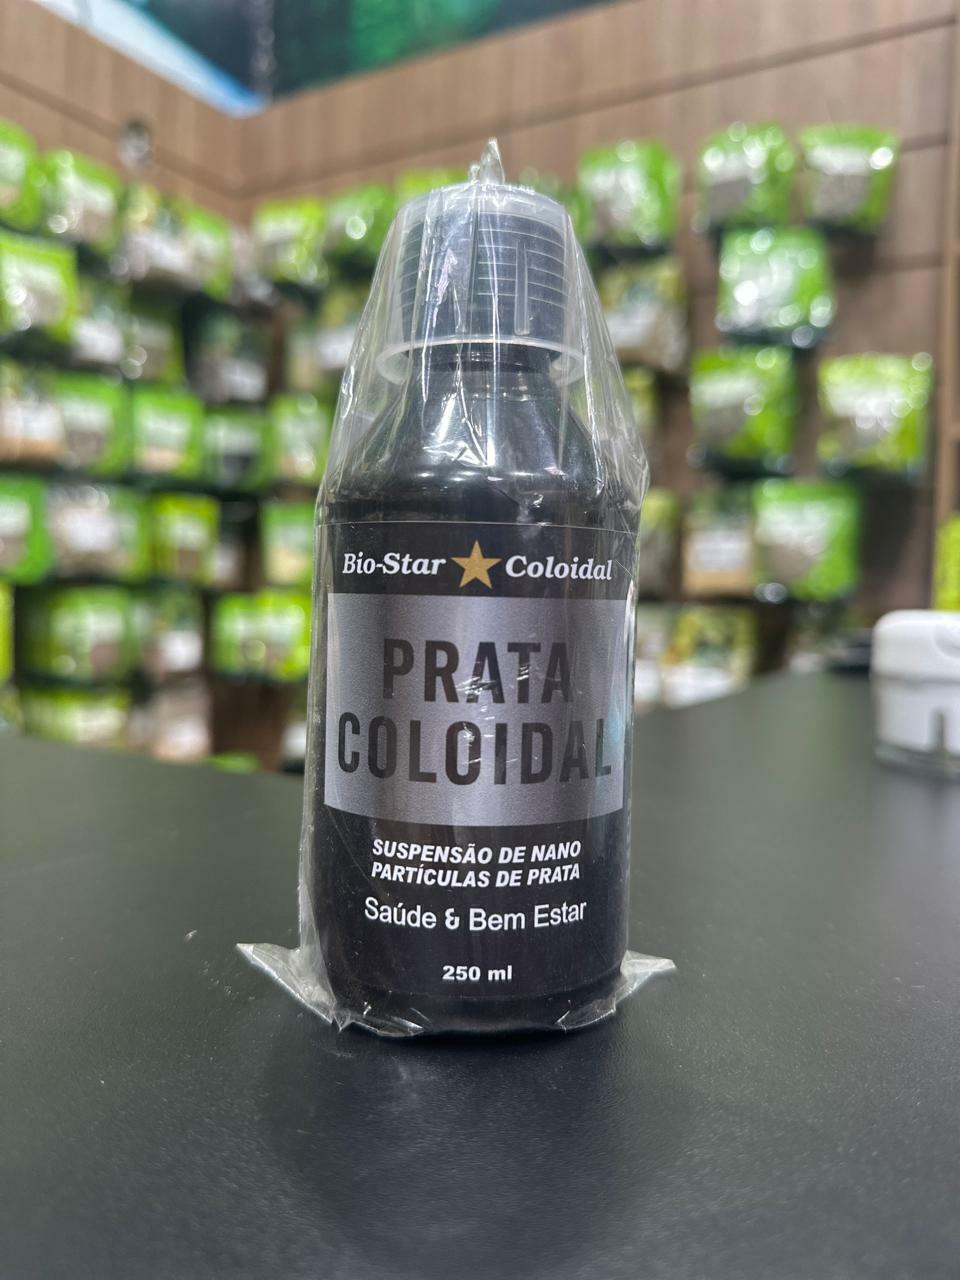 Bio-Star Coloidal
PRATA
COLOIDAL
SUSPENSÃO DE NANO
PARTÍCULAS DE PRATA
Saúde & Bem Estar
250 ml